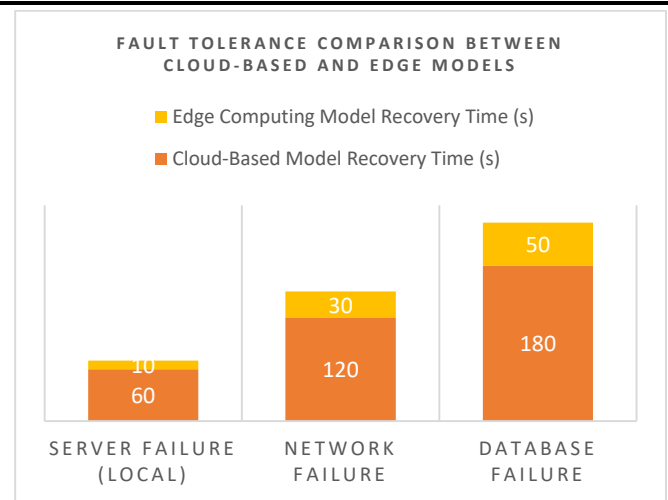 FAULT TOLERANCE COMPARISON BETWEEN
CLOUD-BASED AND EDGE MODELS
Edge Computing Model Recovery Time (s)
Cloud-Based Model Recovery Time (s)
10
60
30
120
50
180
SERVER FAILURE
(LOCAL)
NETWORK
FAILURE
DATABASE
FAILURE